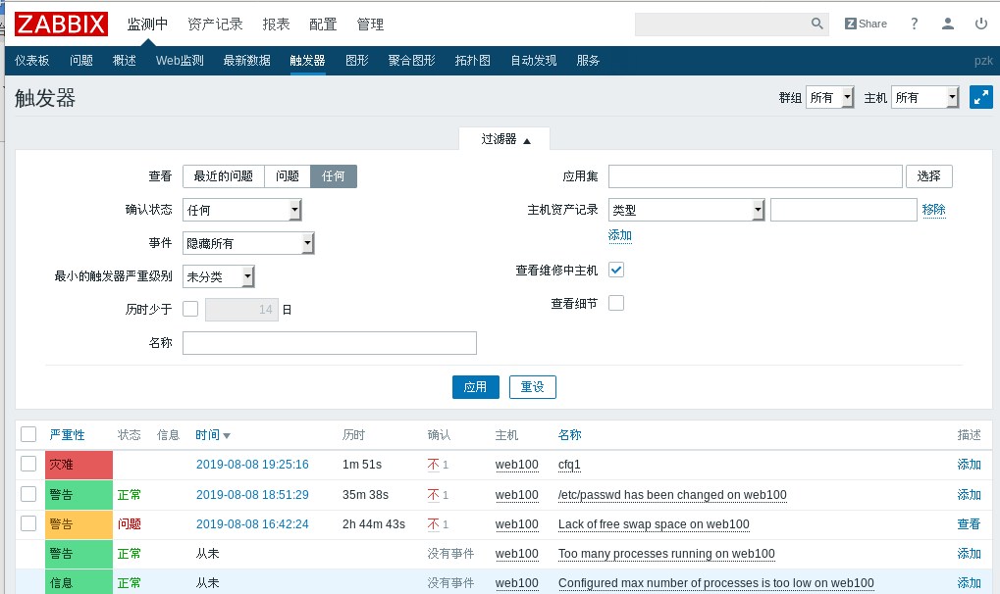 ZABBIX 监测中 资产记录 报表 配置 管理 Z Share ?
仪表板 问题 概述 Web监测 最新数据 触发器 图形 聚合图形 拓扑图 自动发现 服务 pzk
触发器 群组 所有 主机 所有
过滤器 ▲
查看 最近的问题 问题 任何 应用集 选择
确认状态 任何 主机资产记录 类型 移除
添加
事件 隐藏所有
最小的触发器严重级别 未分类 查看维修中主机
历时少于 14 日 查看细节
名称
应用 重设
严重性 状态 信息 时间▼ 历时 确认 主机 名称 描述
灾难 2019-08-08 19:25:16 1m 51s 不 1 web100 cfq1 添加
警告 正常 2019-08-08 18:51:29 35m 38s 不 1 web100 /etc/passwd has been changed on web100 添加
警告 问题 2019-08-08 16:42:24 2h 44m 43s 不 1 web100 Lack of free swap space on web100 查看
警告 正常 从未 没有事件 web100 Too many processes running on web100 添加
信息 正常 从未 没有事件 web100 Configured max number of processes is too low on web100 添加